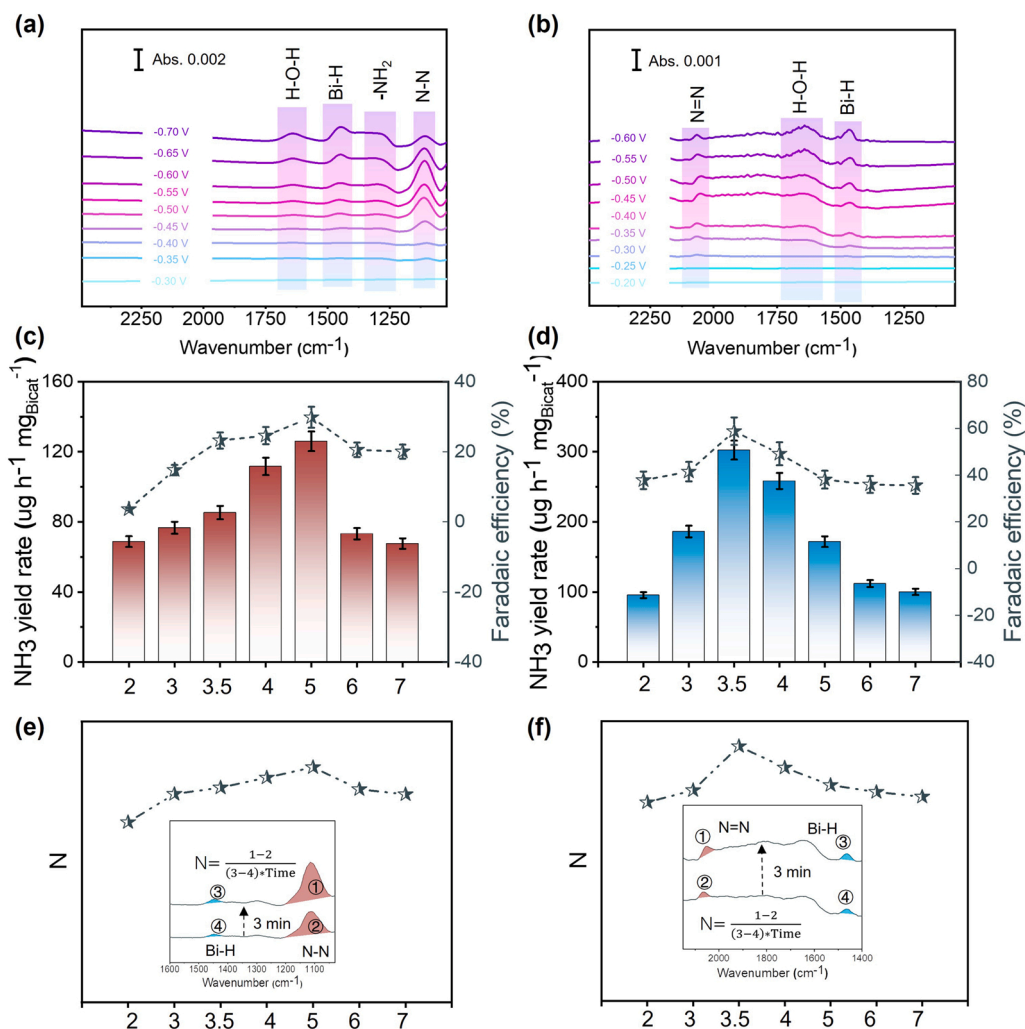 (a)
Abs. 0.002
H-O-H
Bi-H
-NH2
N-N
-0.70 V
-0.65 V
-0.60 V
-0.55 V
-0.50 V
-0.45 V
-0.40 V
-0.35 V
-0.30 V
2250 2000 1750 1500 1250
Wavenumber (cm-1)
(b)
Abs. 0.001
N=N
H-O-H
Bi-H
-0.60 V
-0.55 V
-0.50 V
-0.45 V
-0.40 V
-0.35 V
-0.30 V
-0.25 V
-0.20 V
2250 2000 1750 1500 1250
Wavenumber (cm-1)
(c)
NH3 yield rate (ug h-1 mgBicat-1)
160
120
80
40
0
Faradaic efficiency (%)
40
20
0
-20
-40
2 3 3.5 4 5 6 7
(d)
NH3 yield rate (ug h-1 mgBicat-1)
400
300
200
100
0
Faradaic efficiency (%)
80
60
40
20
0
-20
-40
2 3 3.5 4 5 6 7
(e)
N
N= 1−2
(3−4)*Time
③ ①
④ 3 min ②
Bi-H N-N
1600 1500 1400 1300 1200 1100
Wavenumber (cm-1)
2 3 3.5 4 5 6 7
(f)
N
N=N Bi-H
① ③
3 min
② ④
N= 1−2
(3−4)*Time
2000 1800 1600 1400
Wavenumber (cm-1)
2 3 3.5 4 5 6 7